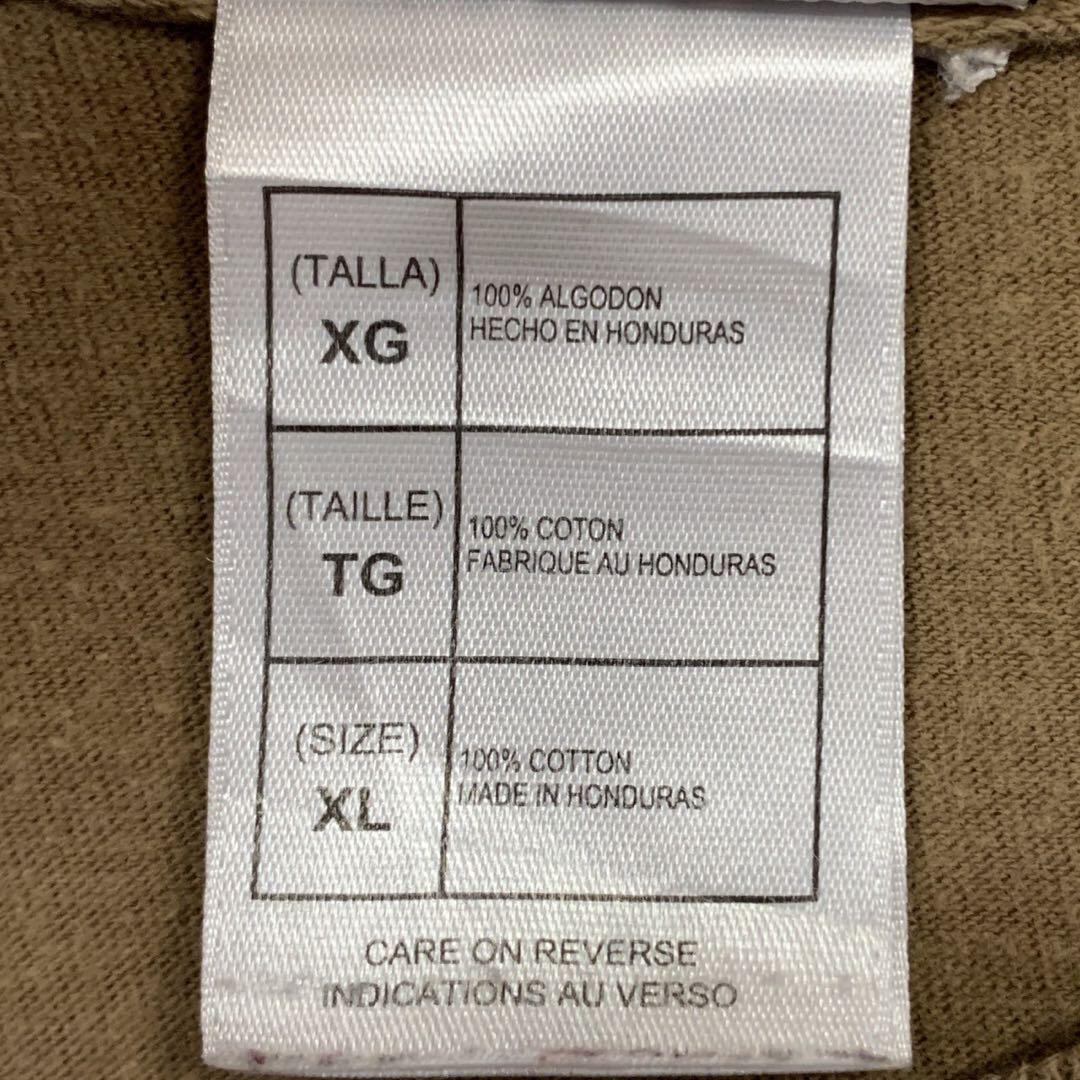 (TALLA)
XG
100% ALGODON
HECHO EN HONDURAS
(TAILLE)
TG
100% COTON
FABRIQUE AU HONDURAS
(SIZE)
XL
100% COTTON
MADE IN HONDURAS
CARE ON REVERSE
INDICATIONS AU VERSO